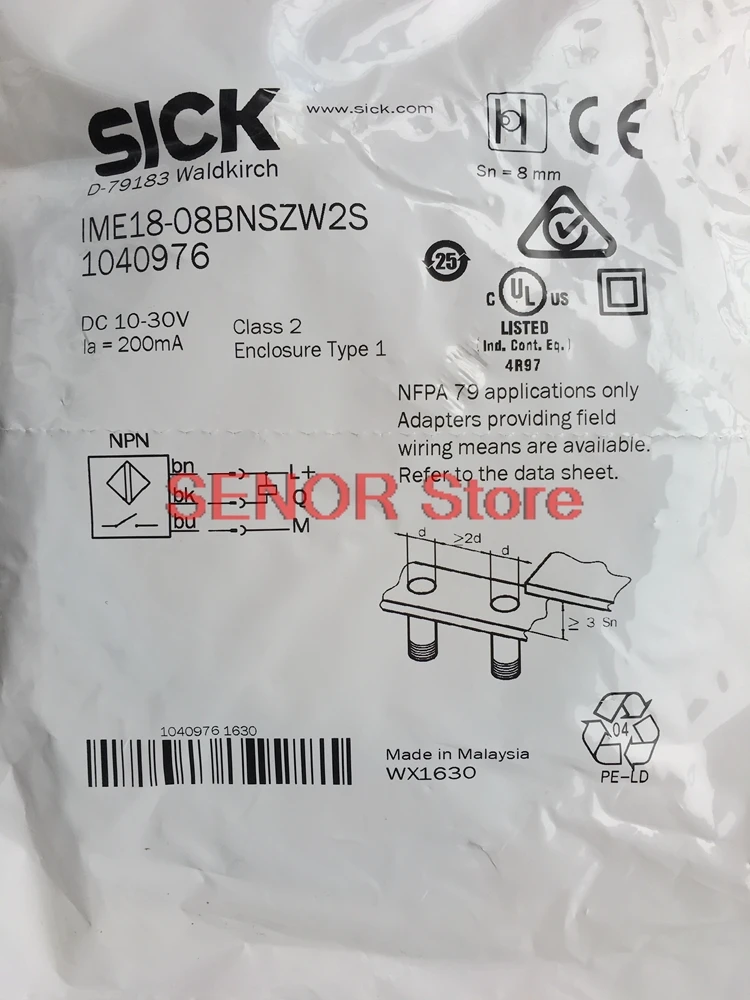 SICK
www.sick.com
D-79183 Waldkirch
Sn = 8 mm
IME18-08BNSZW2S
1040976
25
C UL US
LISTED
(Ind. Cont. Eq.)
4R97
DC 10-30V
Ia = 200mA
Class 2
Enclosure Type 1
NFPA 79 applications only
Adapters providing field
wiring means are available.
Refer to the data sheet.
NPN
bn L+
bk Q
bu M
SENOR Store
d >2d d
≥ 3 Sn
1040976 1630
Made in Malaysia
WX1630
04
PE-LD